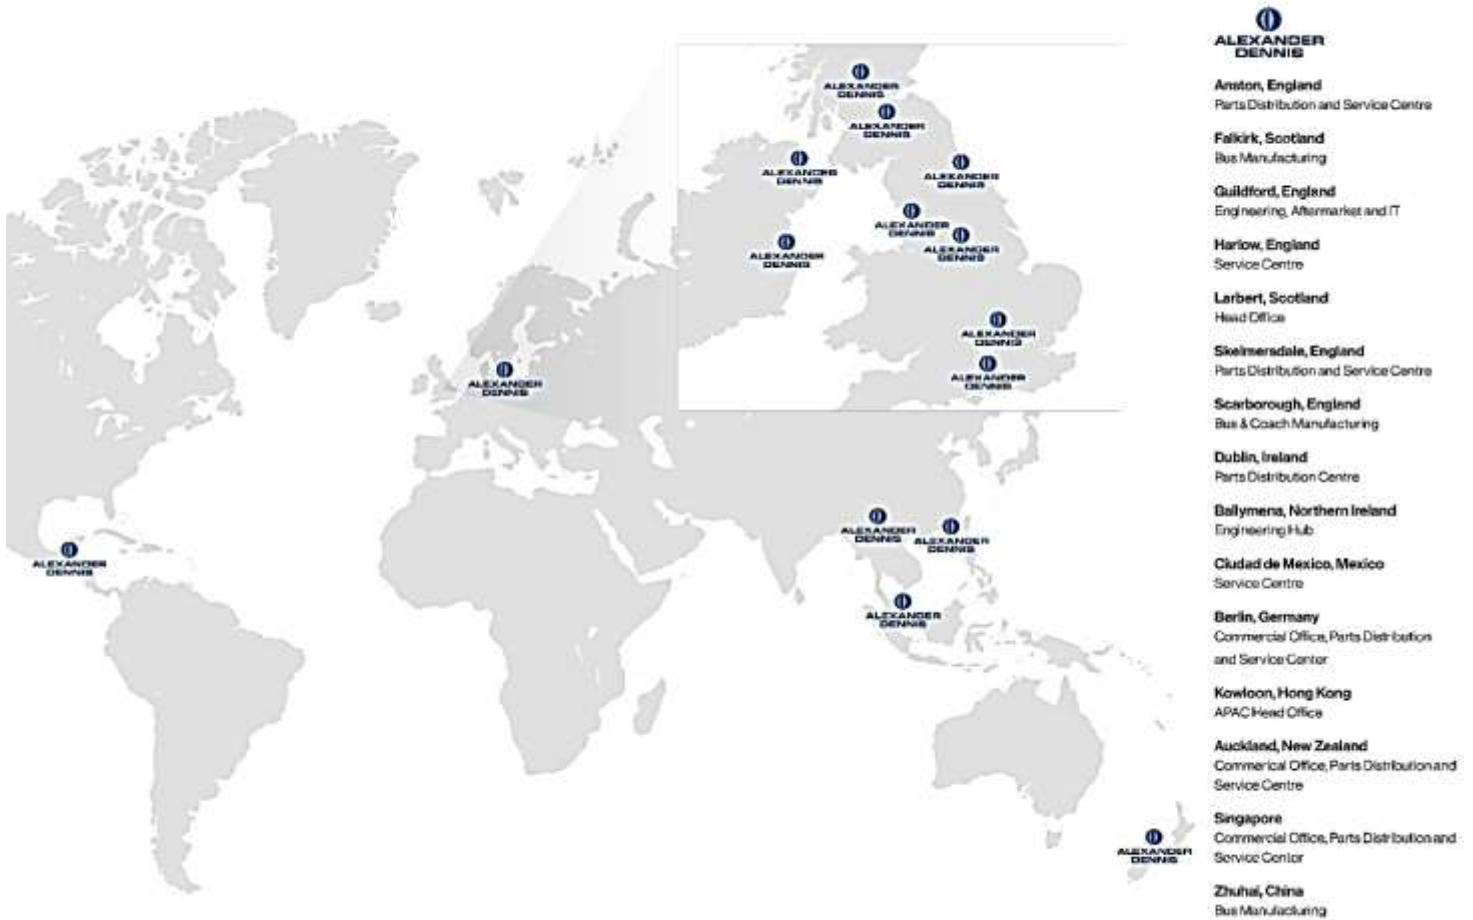 ALEXANDER
DENNIS
Anston, England
Parts Distribution and Service Centre
Falkirk, Scotland
Bus Manufacturing
Guildford, England
Engineering, Aftermarket and IT
Harlow, England
Service Centre
Larbert, Scotland
Head Office
Skelmersdale, England
Parts Distribution and Service Centre
Scarborough, England
Bus & Coach Manufacturing
Dublin, Ireland
Parts Distribution Centre
Ballymena, Northern Ireland
Engineering Hub
Ciudad de Mexico, Mexico
Service Centre
Berlin, Germany
Commercial Office, Parts Distribution
and Service Center
Kowloon, Hong Kong
APAC Head Office
Auckland, New Zealand
Commerical Office, Parts Distribution and
Service Centre
Singapore
Commercial Office, Parts Distribution and
Service Center
Zhuhai, China
Bus Manufacturing
ALEXANDER
DENNIS
ALEXANDER
DENNIS
ALEXANDER
DENNIS
ALEXANDER
DENNIS
ALEXANDER
DENNIS
ALEXANDER
DENNIS
ALEXANDER
DENNIS
ALEXANDER
DENNIS
ALEXANDER
DENNIS
ALEXANDER
DENNIS
ALEXANDER
DENNIS
ALEXANDER
DENNIS
ALEXANDER
DENNIS
ALEXANDER
DENNIS
ALEXANDER
DENNIS